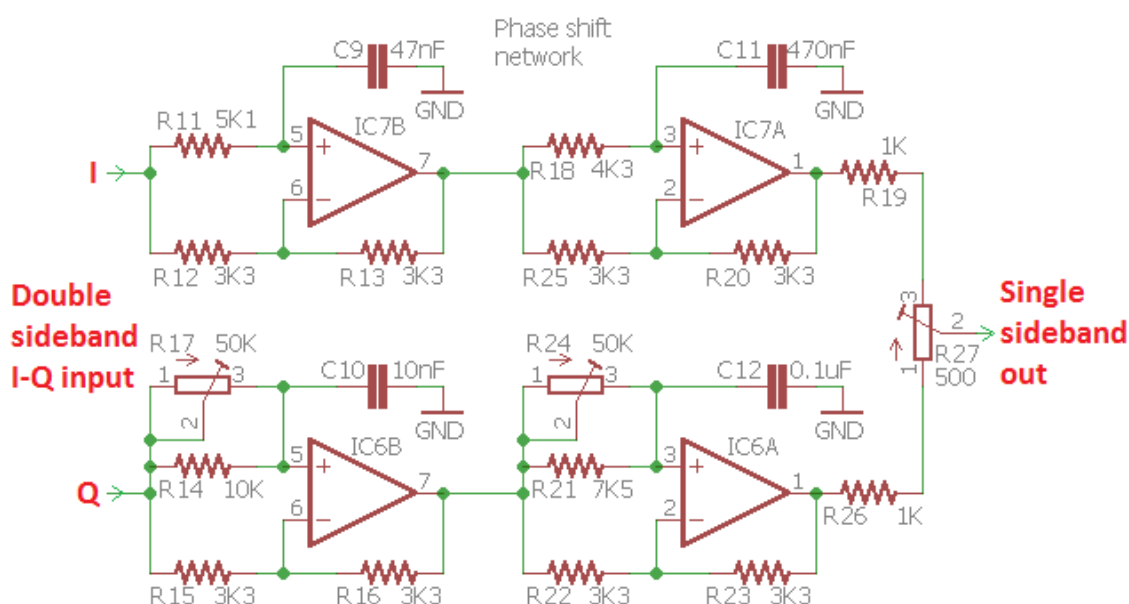 Phase shift
network
C9 47nF
C11 470nF
GND
GND
R11 5K1
IC7B
5
+
7
6
−
R18 4K3
IC7A
3
+
1
2
−
1K
R19
I
R12 3K3
R13 3K3
R25 3K3
R20 3K3
Double
sideband
I-Q input
Single
sideband
out
3
2
R27
1
500
R17 50K
1
3
2
C10 10nF
GND
R24 50K
1
3
2
C12 0.1uF
GND
Q
R14 10K
IC6B
5
+
7
6
−
R21 7K5
IC6A
3
+
1
2
−
R26 1K
R15 3K3
R16 3K3
R22 3K3
R23 3K3